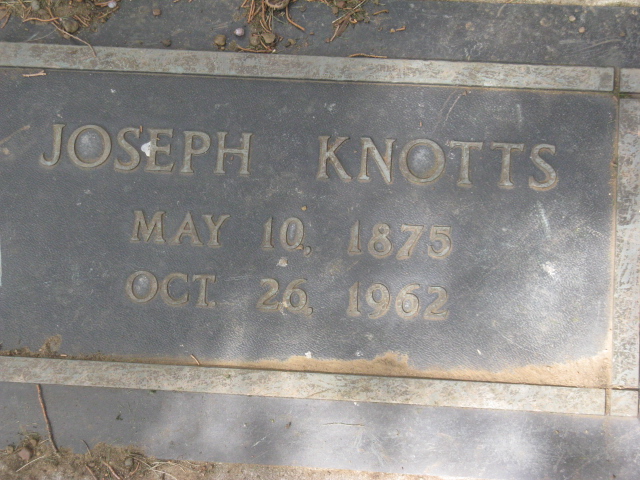 JOSEPH KNOTTS
MAY 10, 1875
OCT. 26, 1962